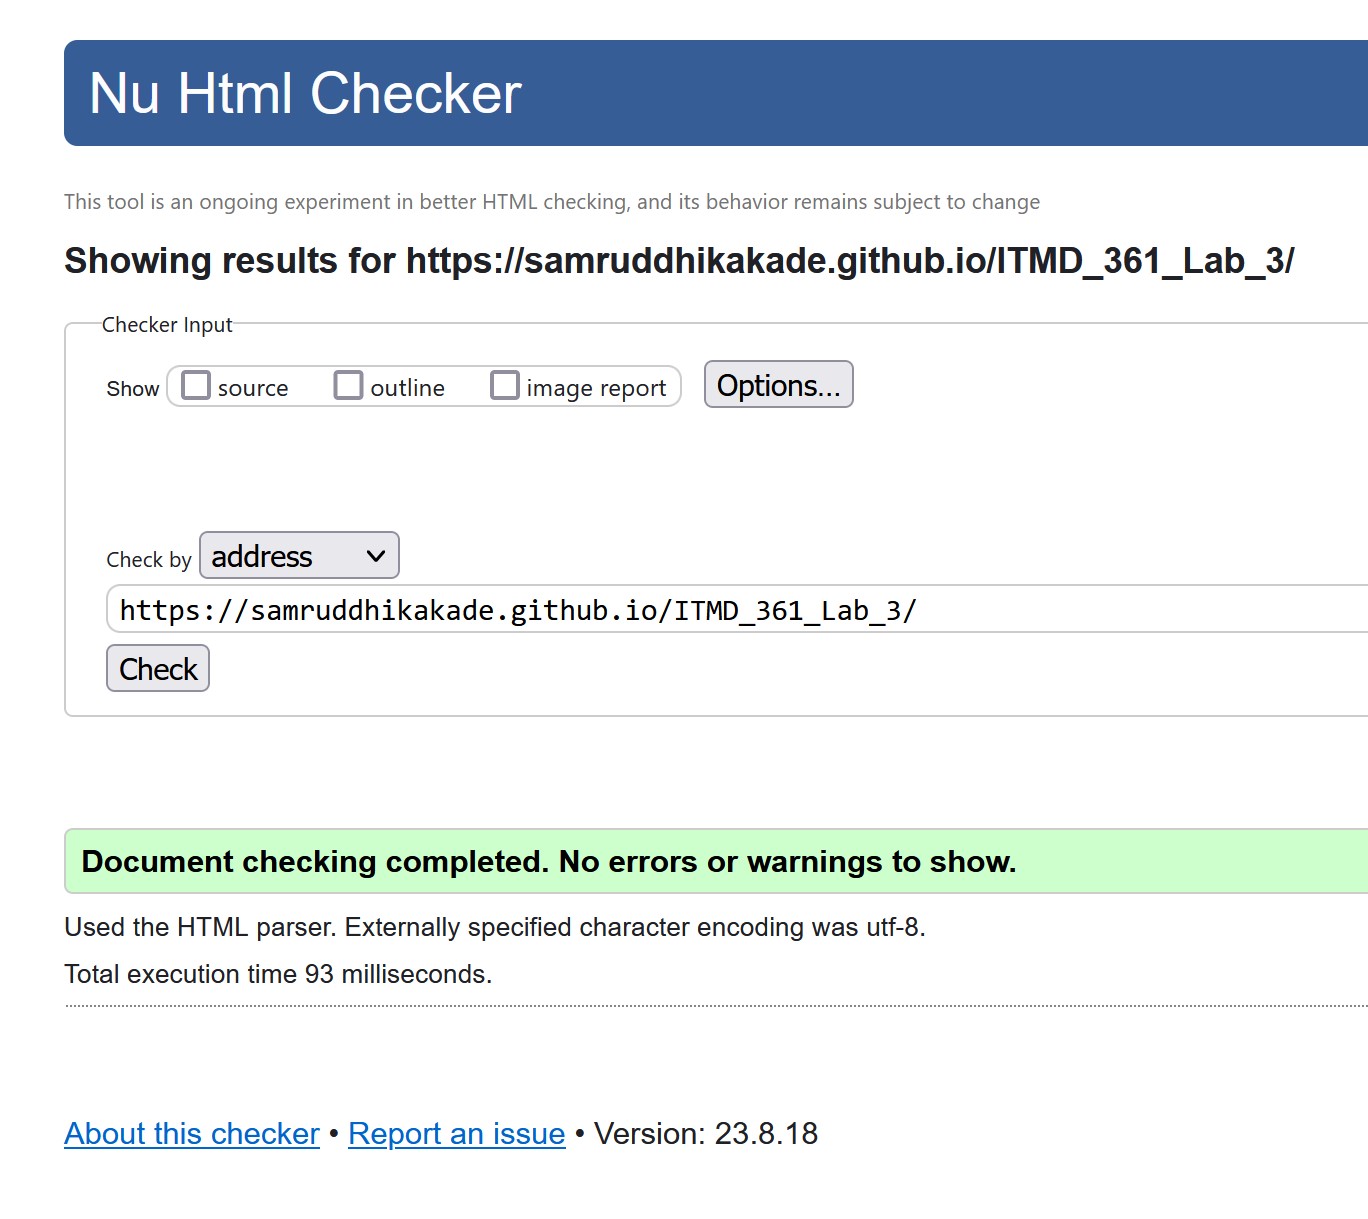 Nu Html Checker
This tool is an ongoing experiment in better HTML checking, and its behavior remains subject to change
Showing results for https://samruddhikakade.github.io/ITMD_361_Lab_3/
Checker Input
Show source outline image report Options...
Check by address
https://samruddhikakade.github.io/ITMD_361_Lab_3/
Check
Document checking completed. No errors or warnings to show.
Used the HTML parser. Externally specified character encoding was utf-8.
Total execution time 93 milliseconds.
About this checker • Report an issue • Version: 23.8.18